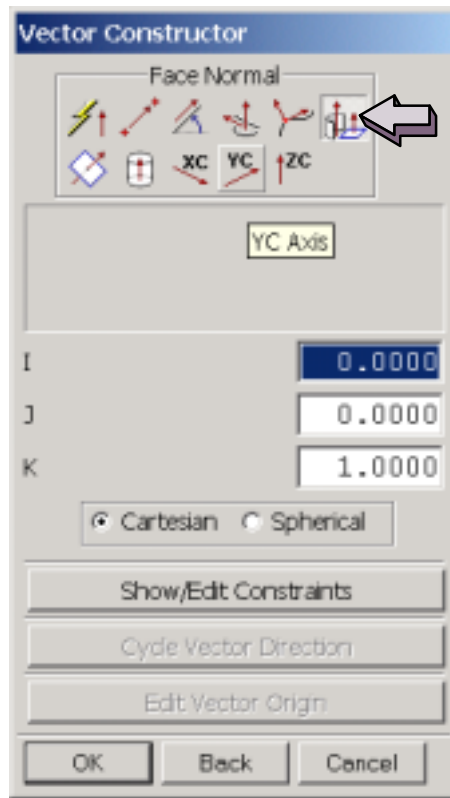 Vector Constructor
Face Normal
XC YC ZC
YC Axis
I 0.0000
J 0.0000
K 1.0000
Cartesian Spherical
Show/Edit Constraints
Cycle Vector Direction
Edit Vector Origin
OK Back Cancel